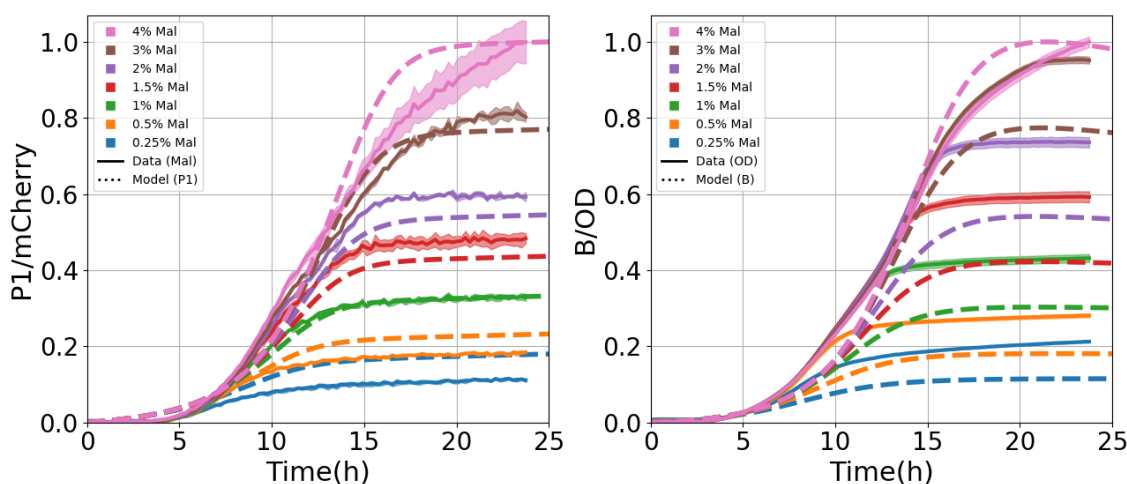 P1/mCherry
1.0
0.8
0.6
0.4
0.2
0.0
4% Mal
3% Mal
2% Mal
1.5% Mal
1% Mal
0.5% Mal
0.25% Mal
Data (Mal)
Model (P1)
0 5 10 15 20 25
Time(h)
B/OD
1.0
0.8
0.6
0.4
0.2
0.0
4% Mal
3% Mal
2% Mal
1.5% Mal
1% Mal
0.5% Mal
0.25% Mal
Data (OD)
Model (B)
0 5 10 15 20 25
Time(h)